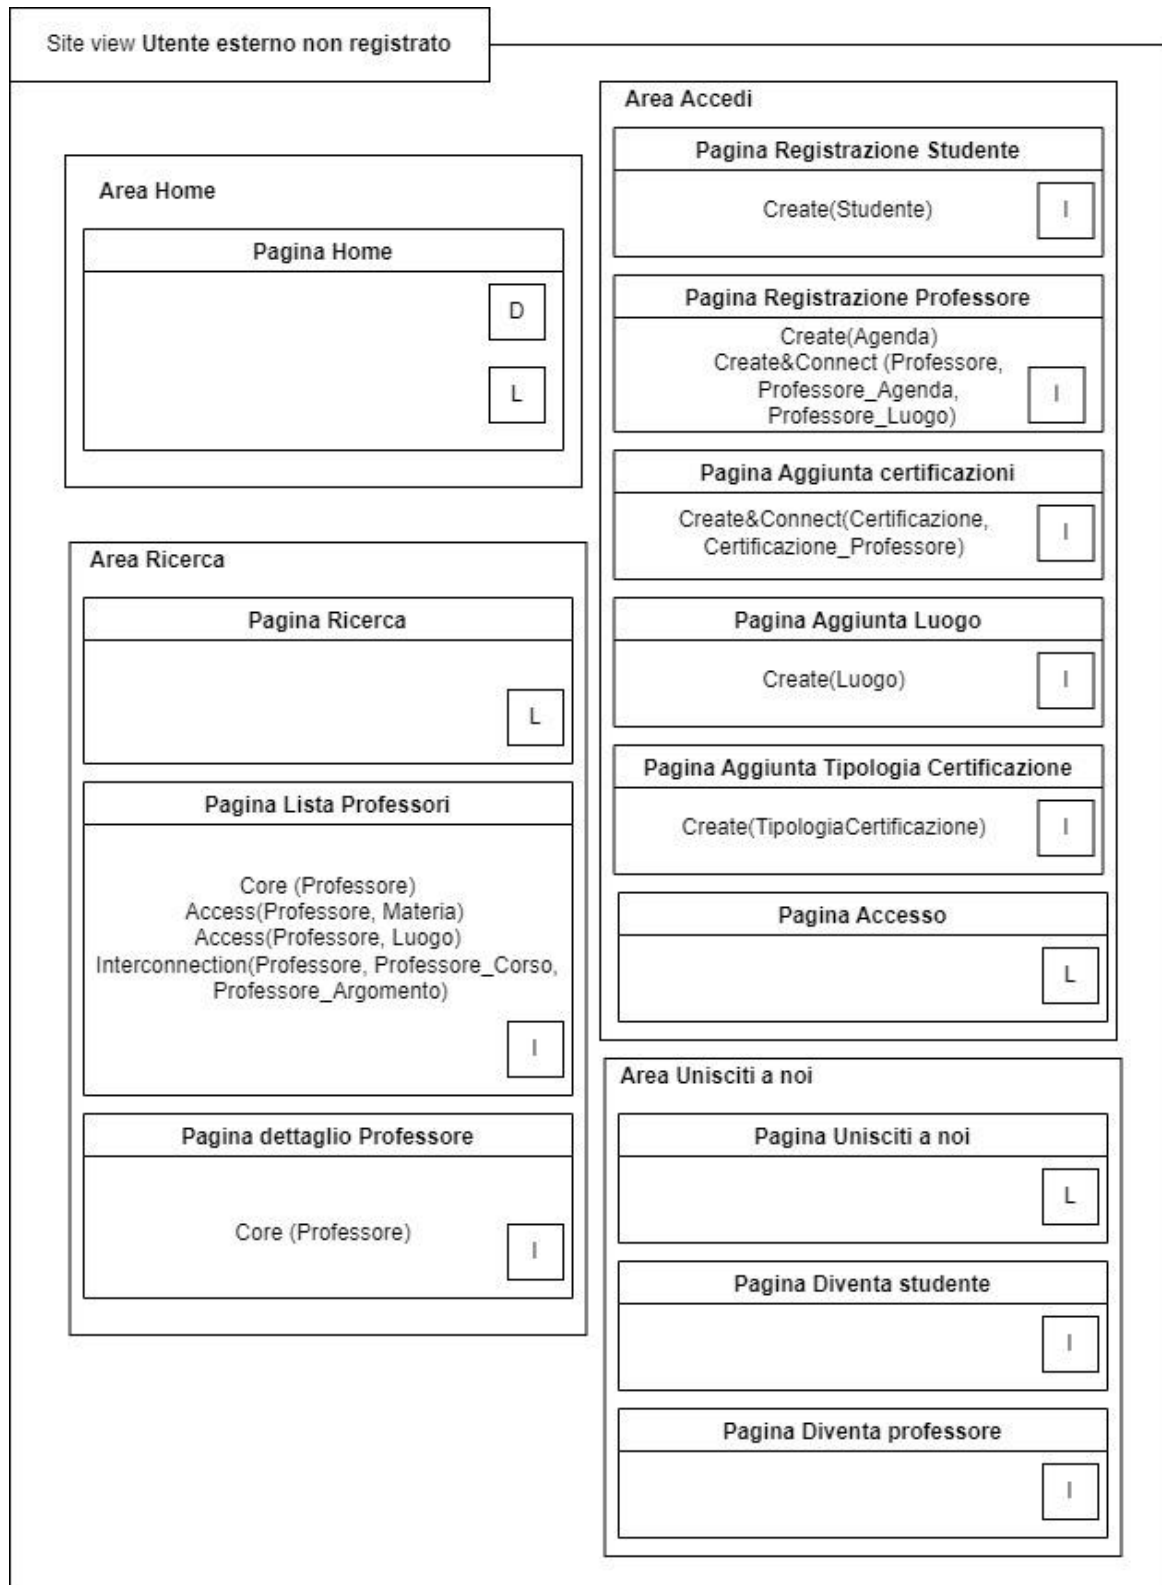 Site view Utente esterno non registrato
Area Home
Pagina Home
D
L
Area Ricerca
Pagina Ricerca
L
Pagina Lista Professori
Core (Professore)
Access(Professore, Materia)
Access(Professore, Luogo)
Interconnection(Professore, Professore_Corso,
Professore_Argomento)
I
Pagina dettaglio Professore
Core (Professore)
I
Area Accedi
Pagina Registrazione Studente
Create(Studente)
I
Pagina Registrazione Professore
Create(Agenda)
Create&Connect (Professore,
Professore_Agenda,
Professore_Luogo)
I
Pagina Aggiunta certificazioni
Create&Connect(Certificazione,
Certificazione_Professore)
I
Pagina Aggiunta Luogo
Create(Luogo)
I
Pagina Aggiunta Tipologia Certificazione
Create(TipologiaCertificazione)
I
Pagina Accesso
L
Area Unisciti a noi
Pagina Unisciti a noi
L
Pagina Diventa studente
I
Pagina Diventa professore
I